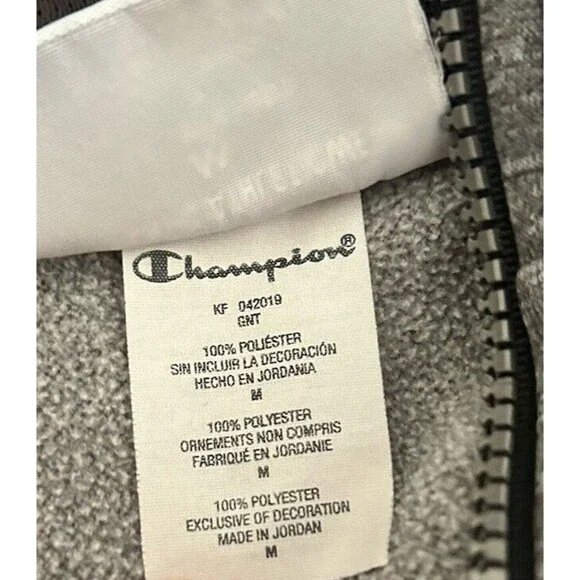 Champion®
KF 042019
GNT
100% POLIÉSTER
SIN INCLUIR LA DECORACIÓN
HECHO EN JORDANIA
M
100% POLYESTER
ORNEMENTS NON COMPRIS
FABRIQUÉ EN JORDANIE
M
100% POLYESTER
EXCLUSIVE OF DECORATION
MADE IN JORDAN
M